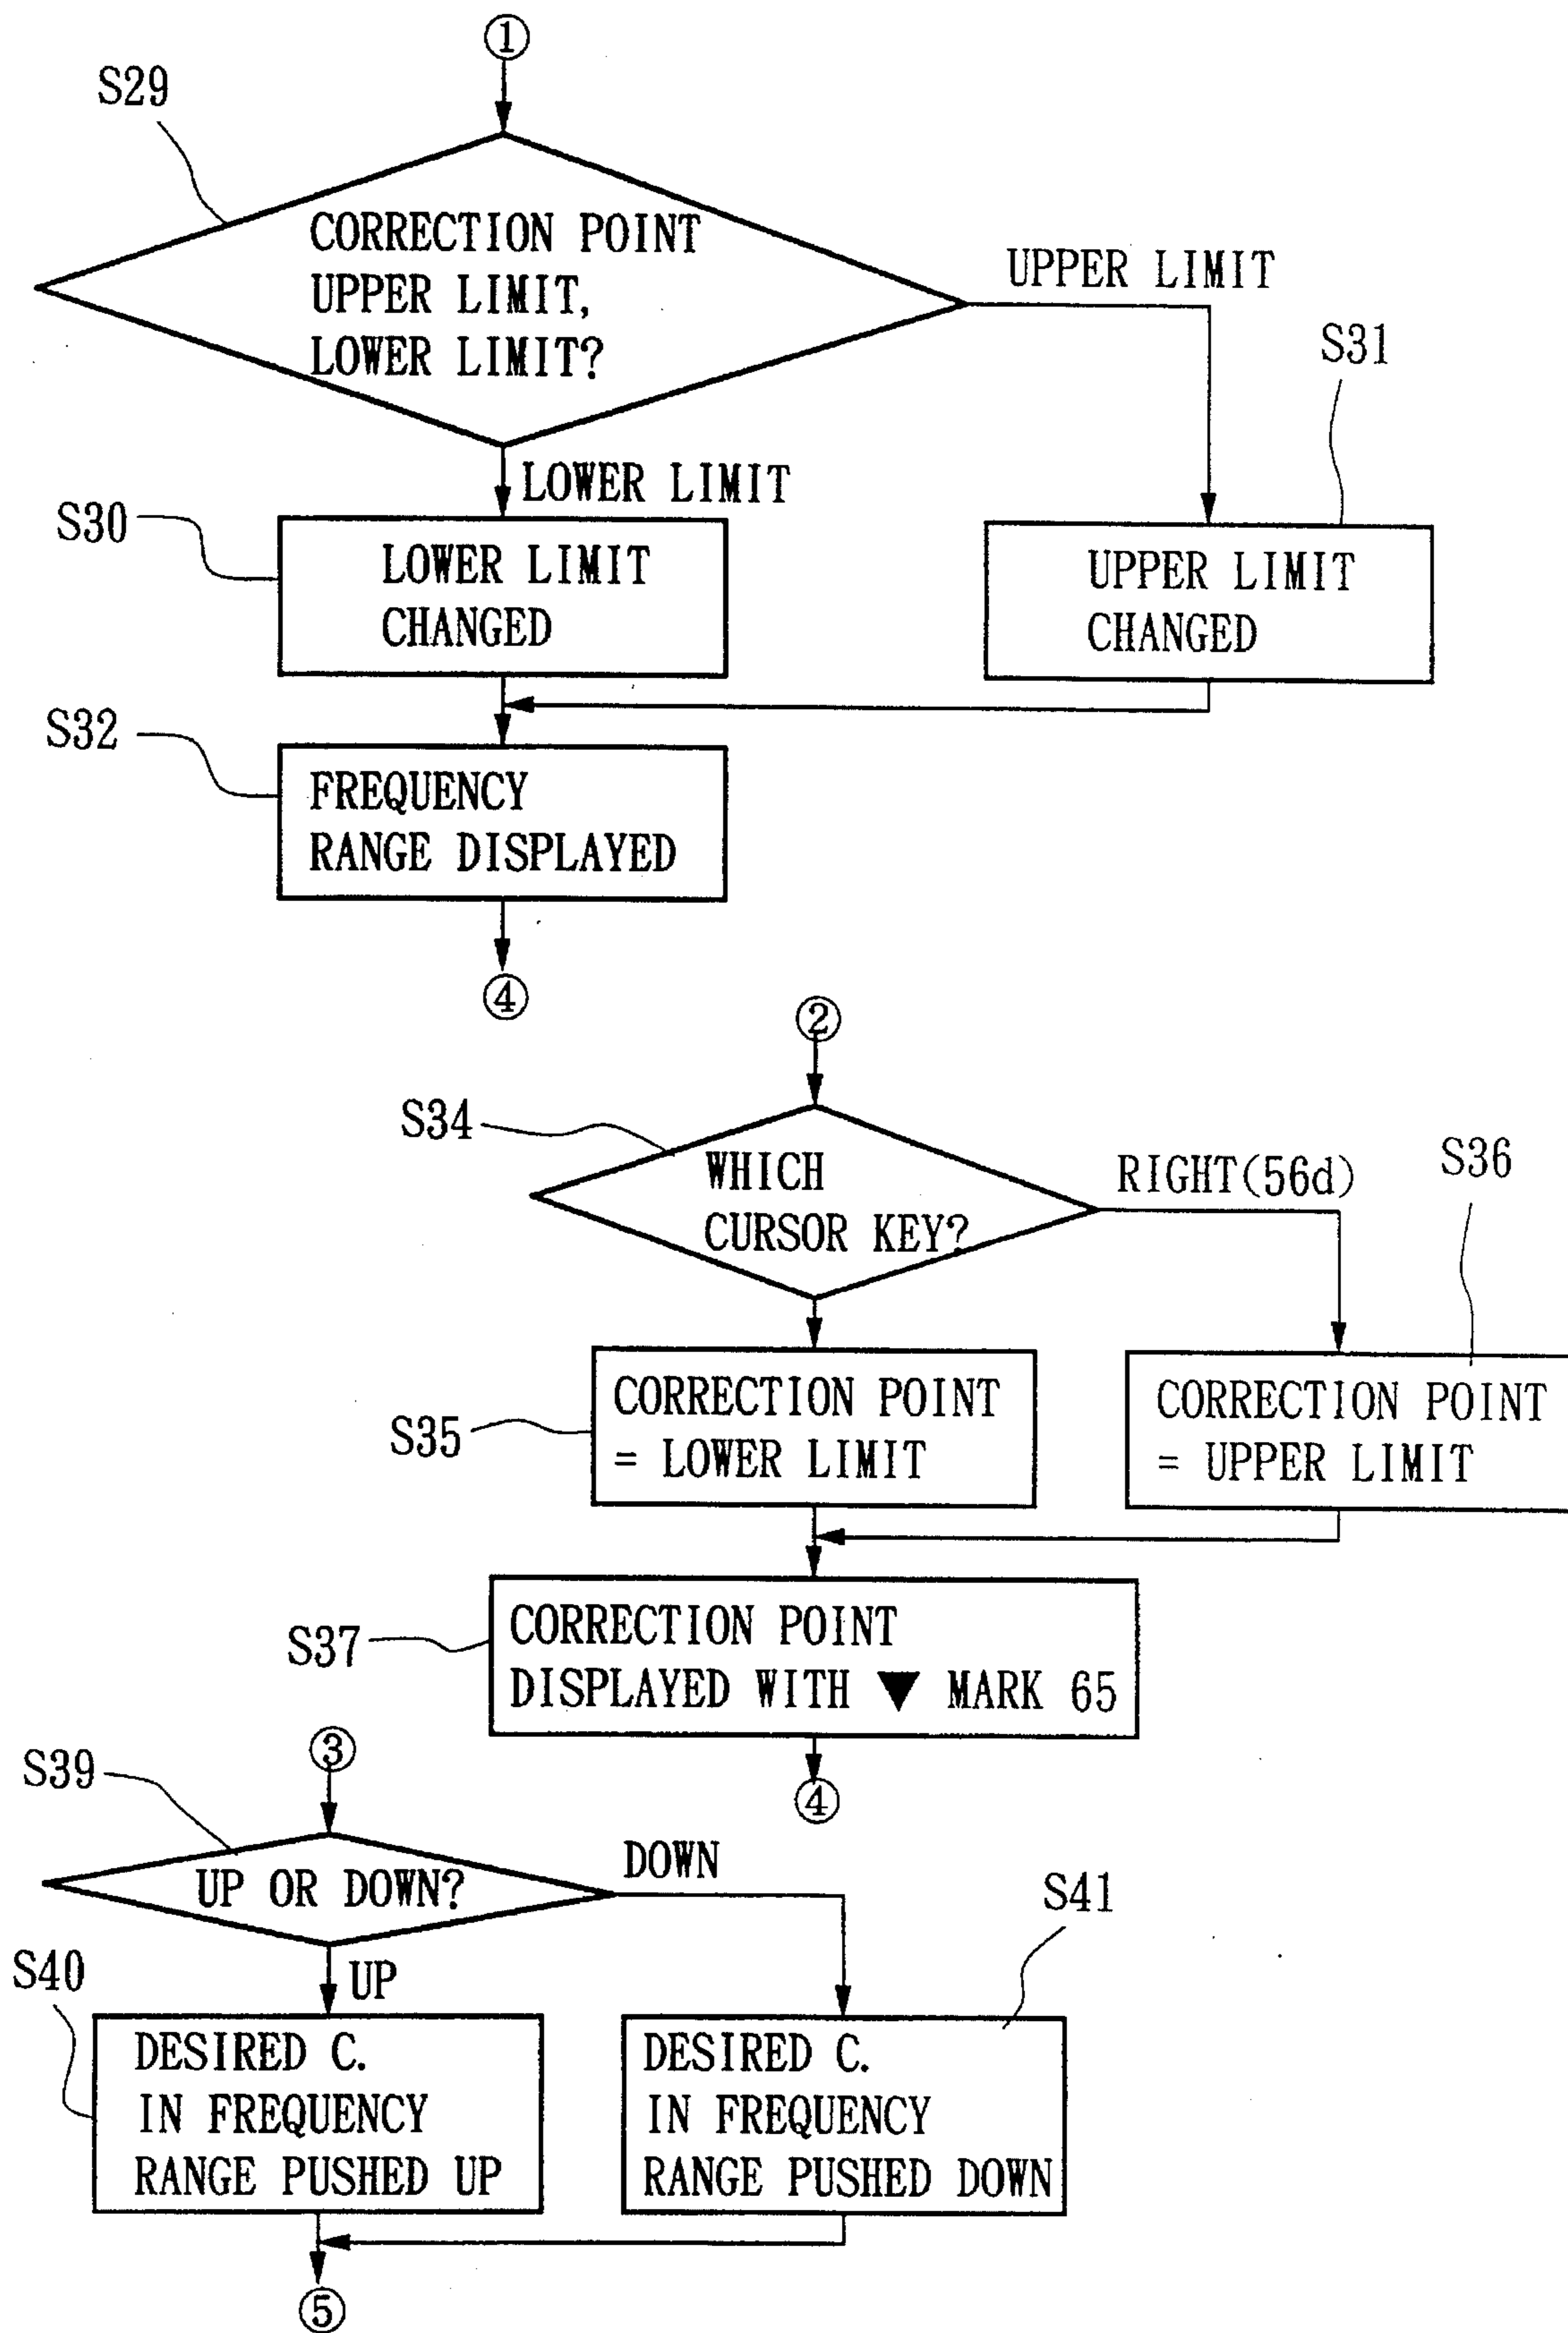 ①
S29
CORRECTION POINT
UPPER LIMIT,
LOWER LIMIT?
UPPER LIMIT
S31
LOWER LIMIT
S30
LOWER LIMIT
CHANGED
UPPER LIMIT
CHANGED
S32
FREQUENCY
RANGE DISPLAYED
④
②
S34
WHICH
CURSOR KEY?
RIGHT(56d)
S36
S35
CORRECTION POINT
= LOWER LIMIT
CORRECTION POINT
= UPPER LIMIT
S37
CORRECTION POINT
DISPLAYED WITH ▼ MARK 65
④
③
S39
UP OR DOWN?
DOWN
S41
S40
UP
DESIRED C.
IN FREQUENCY
RANGE PUSHED UP
DESIRED C.
IN FREQUENCY
RANGE PUSHED DOWN
⑤